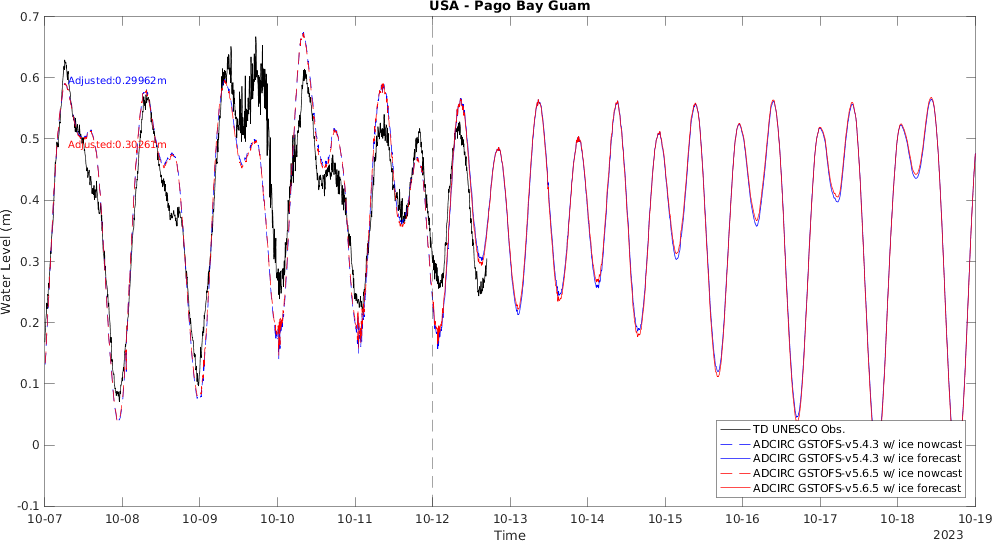 USA - Pago Bay Guam
0.7
0.6
0.5
0.4
0.3
0.2
0.1
0
-0.1
Water Level (m)
Adjusted:0.29962m
Adjusted:0.30261m
TD UNESCO Obs.
ADCIRC GSTOFS-v5.4.3 w/ ice nowcast
ADCIRC GSTOFS-v5.4.3 w/ ice forecast
ADCIRC GSTOFS-v5.6.5 w/ ice nowcast
ADCIRC GSTOFS-v5.6.5 w/ ice forecast
10-07 10-08 10-09 10-10 10-11 10-12 10-13 10-14 10-15 10-16 10-17 10-18 10-19
Time
2023